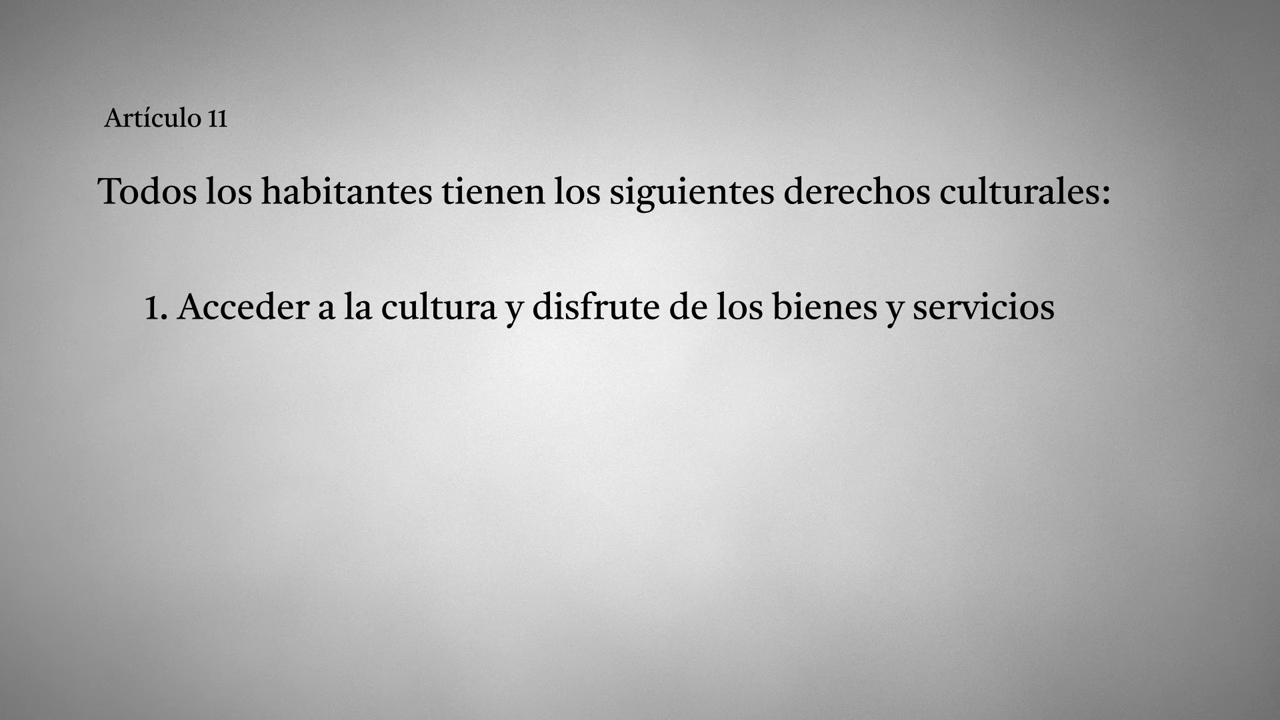 Artículo 11
Todos los habitantes tienen los siguientes derechos culturales:
1. Acceder a la cultura y disfrute de los bienes y servicios